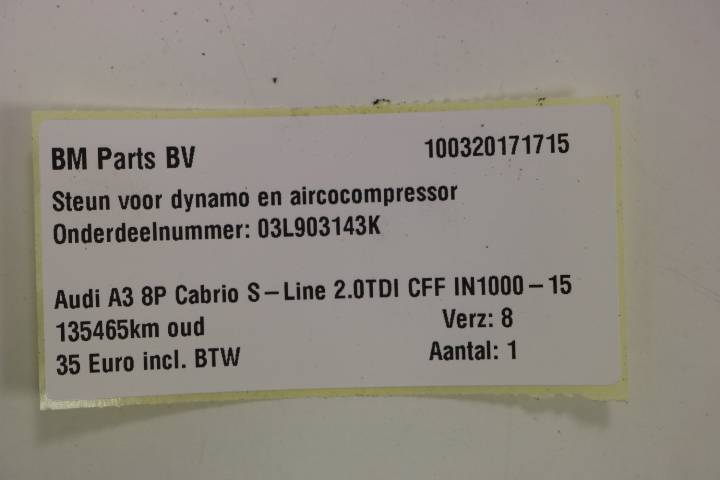 BM Parts BV 100320171715
Steun voor dynamo en aircocompressor
Onderdeelnummer: 03L903143K
Audi A3 8P Cabrio S-Line 2.0TDI CFF IN1000-15
135465km oud Verz: 8
35 Euro incl. BTW Aantal: 1